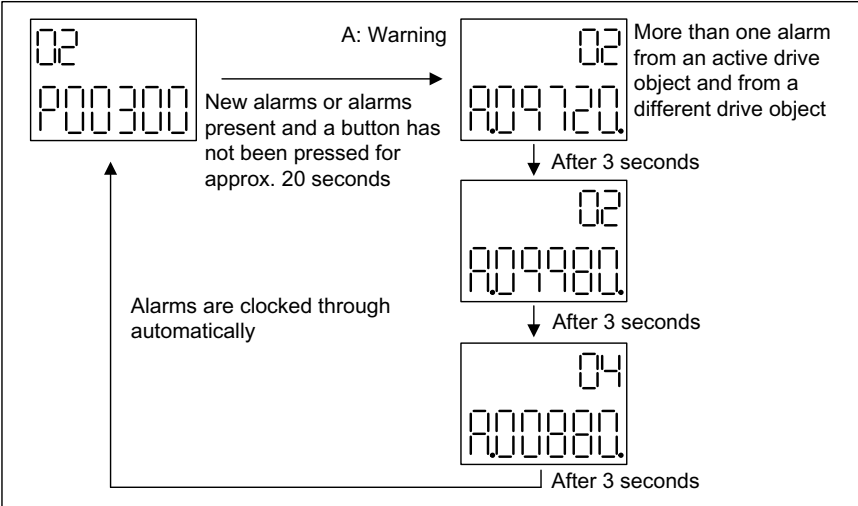 02
P00300
A: Warning
New alarms or alarms
present and a button has
not been pressed for
approx. 20 seconds
02
A.09720.
More than one alarm
from an active drive
object and from a
different drive object
After 3 seconds
02
A.09980.
After 3 seconds
Alarms are clocked through
automatically
04
A.00880.
After 3 seconds